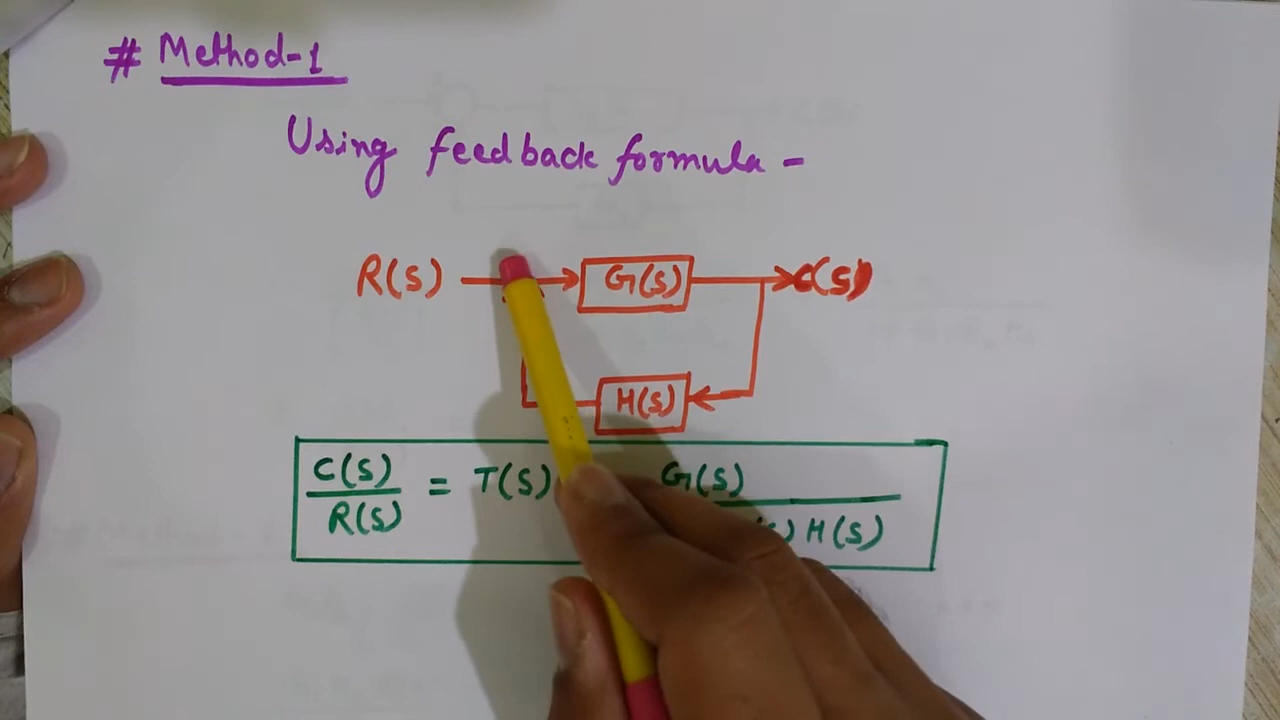 # Method-1
Using feedback formula -
R(s) G(s) C(s)
H(s)
C(s) = T(s) G(s)
R(s) H(s)